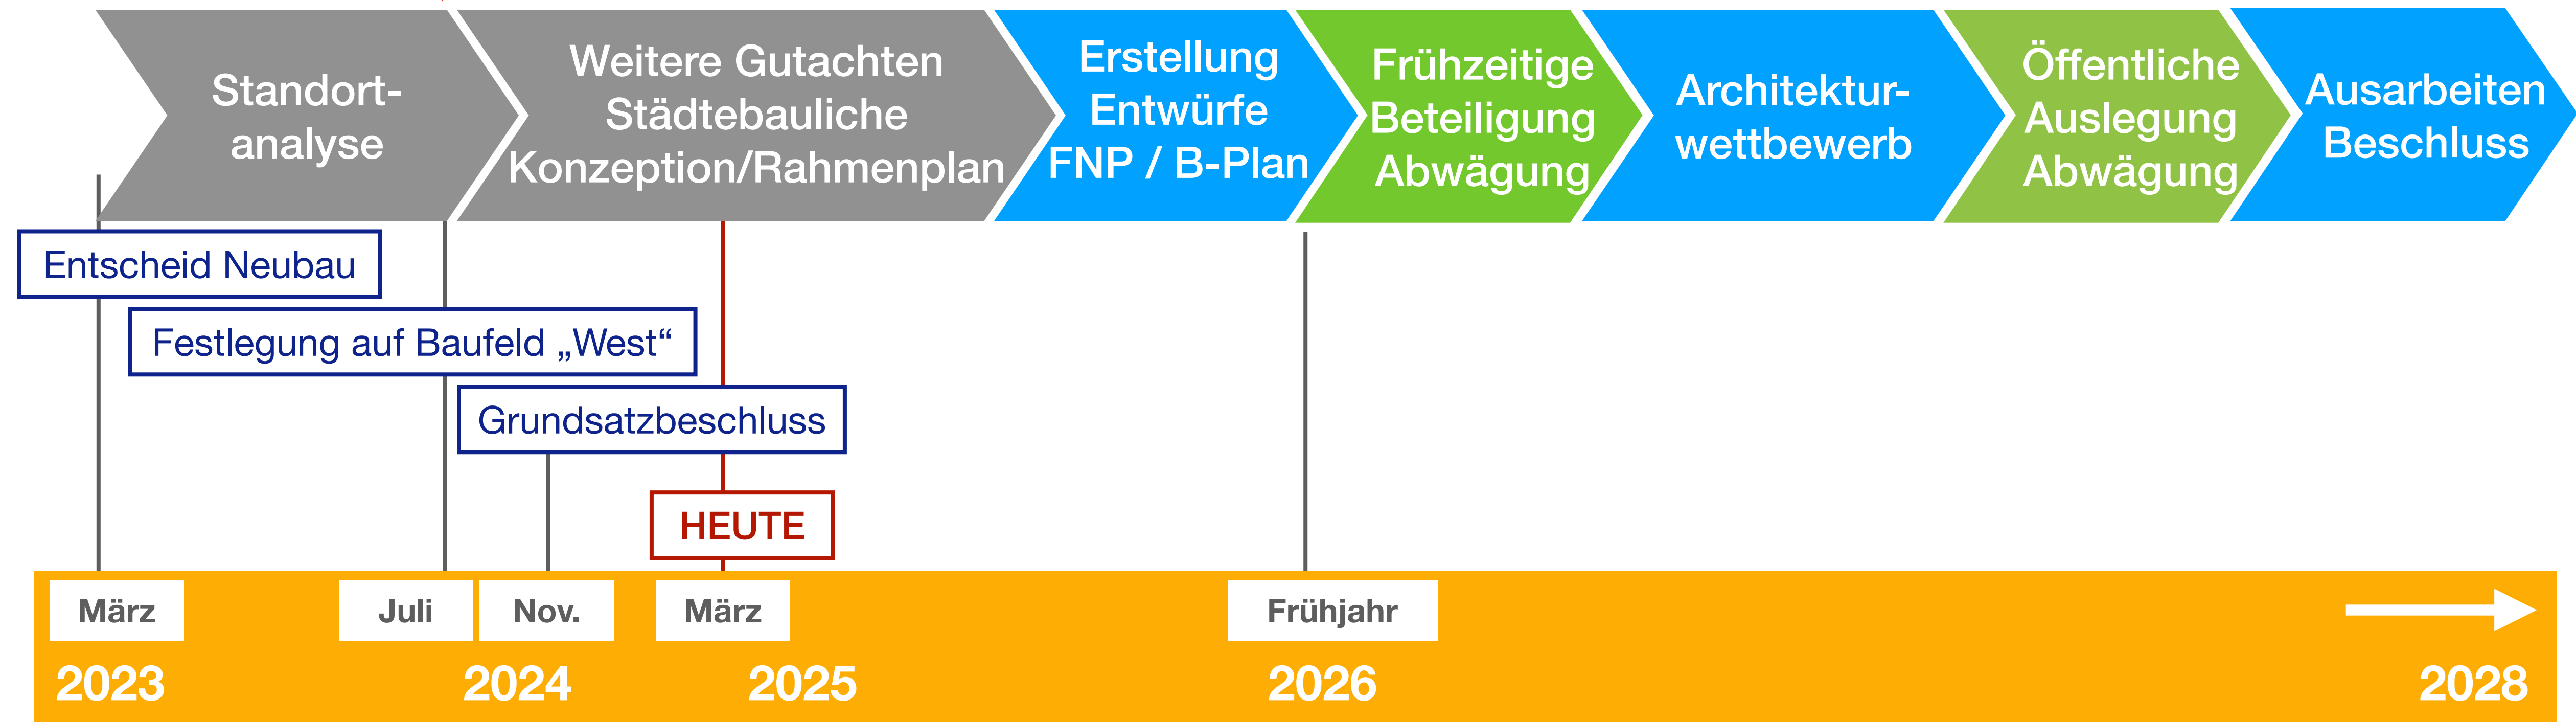 Standort-
analyse
Weitere Gutachten
Städtebauliche
Konzeption/Rahmenplan
Erstellung
Entwürfe
FNP / B-Plan
Frühzeitige
Beteiligung
Abwägung
Architektur-
wettbewerb
Öffentliche
Auslegung
Abwägung
Ausarbeiten
Beschluss
Entscheid Neubau
Festlegung auf Baufeld „West“
Grundsatzbeschluss
HEUTE
März
Juli
Nov.
März
Frühjahr
2023
2024
2025
2026
2028